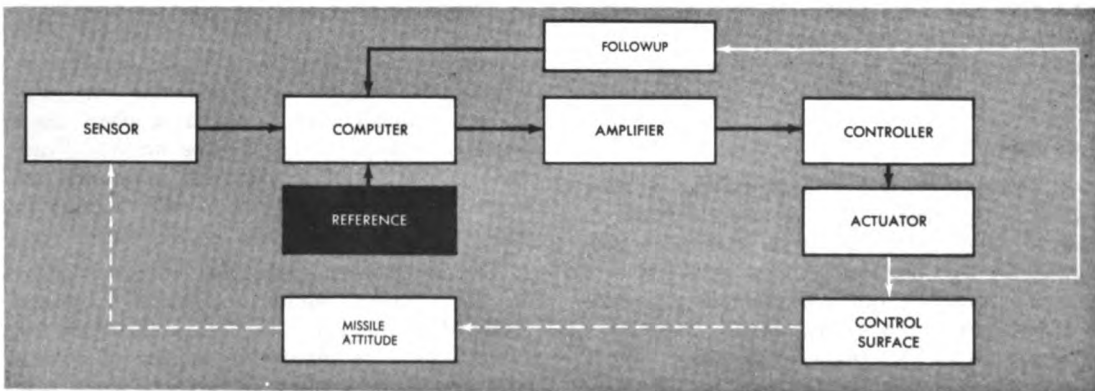 FOLLOWUP
SENSOR
COMPUTER
AMPLIFIER
CONTROLLER
REFERENCE
ACTUATOR
MISSILE
ATTITUDE
CONTROL
SURFACE